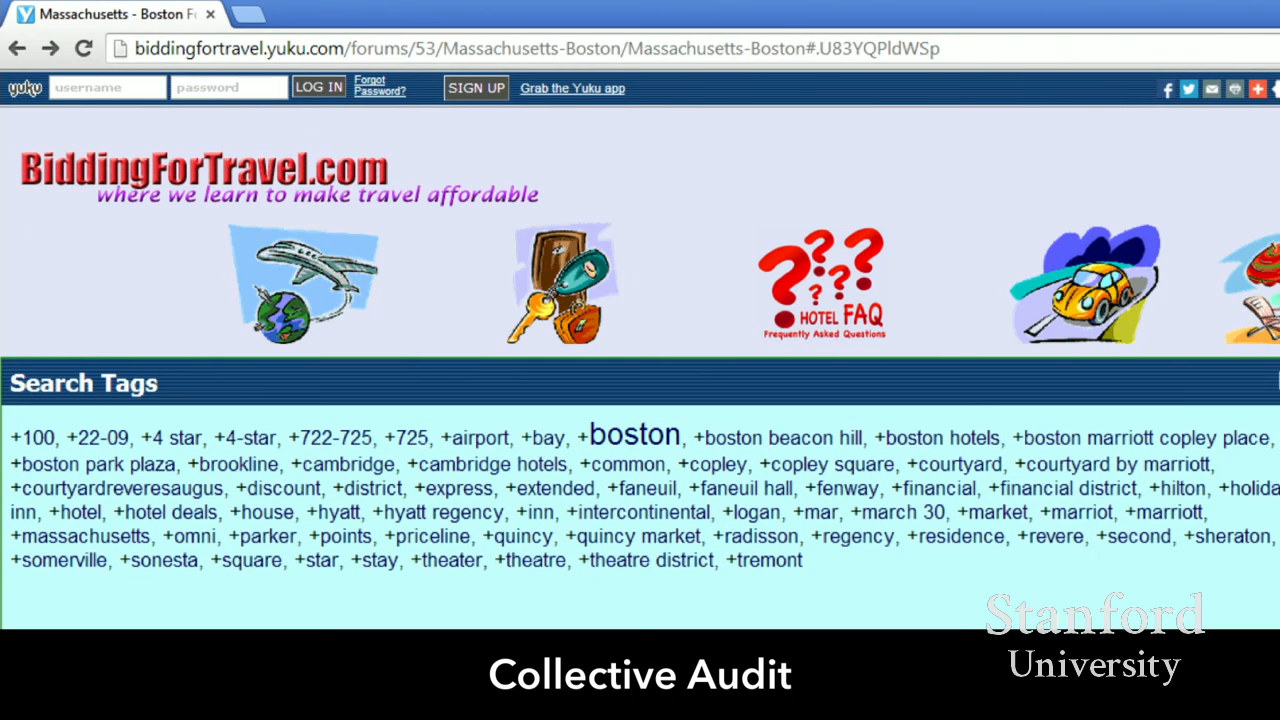 Massachusetts - Boston Fo
biddingfortravel.yuku.com/forums/53/Massachusetts-Boston/Massachusetts-Boston#.U83YQPldWSp
yuku username password LOG IN Forgot Password? SIGN UP Grab the Yuku app
BiddingForTravel.com
where we learn to make travel affordable
HOTEL FAQ
Frequently Asked Questions
Search Tags
+100, +22-09, +4 star, +4-star, +722-725, +725, +airport, +bay, +boston, +boston beacon hill, +boston hotels, +boston marriott copley place,
+boston park plaza, +brookline, +cambridge, +cambridge hotels, +common, +copley, +copley square, +courtyard, +courtyard by marriott,
+courtyardreveresaugus, +discount, +district, +express, +extended, +faneuil, +faneuil hall, +fenway, +financial, +financial district, +hilton, +holida
inn, +hotel, +hotel deals, +house, +hyatt, +hyatt regency, +inn, +intercontinental, +logan, +mar, +march 30, +market, +marriot, +marriott,
+massachusetts, +omni, +parker, +points, +priceline, +quincy, +quincy market, +radisson, +regency, +residence, +revere, +second, +sheraton,
+somerville, +sonesta, +square, +star, +stay, +theater, +theatre, +theatre district, +tremont
Stanford
University
Collective Audit